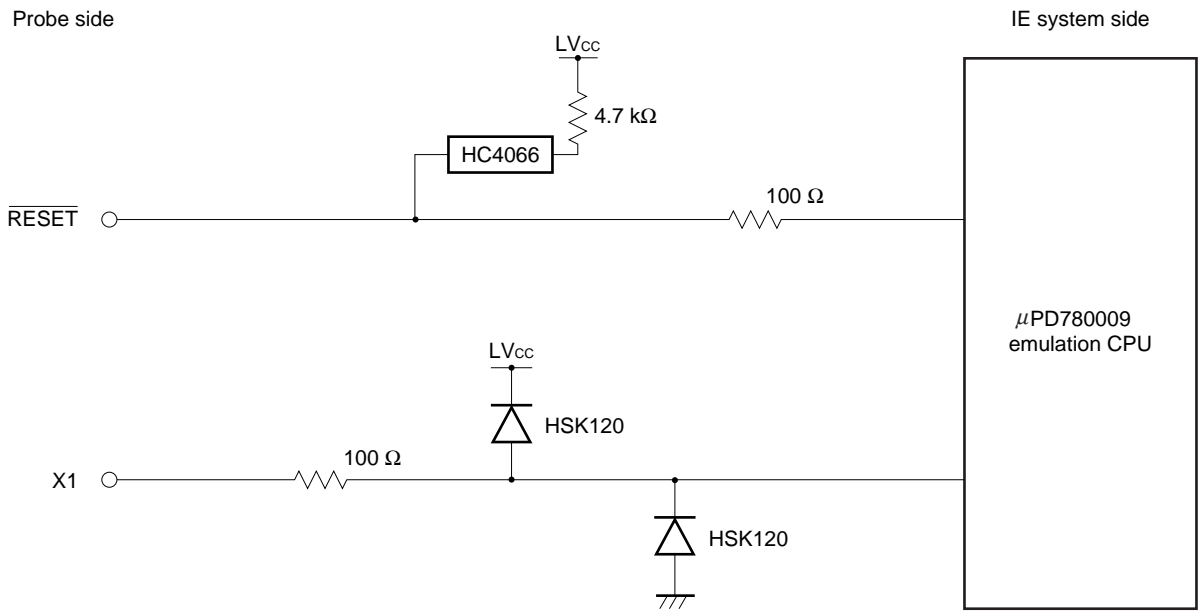 Probe side
IE system side
LVCC
4.7 kΩ
HC4066
100 Ω
RESET
μPD780009
emulation CPU
LVCC
HSK120
100 Ω
X1
HSK120